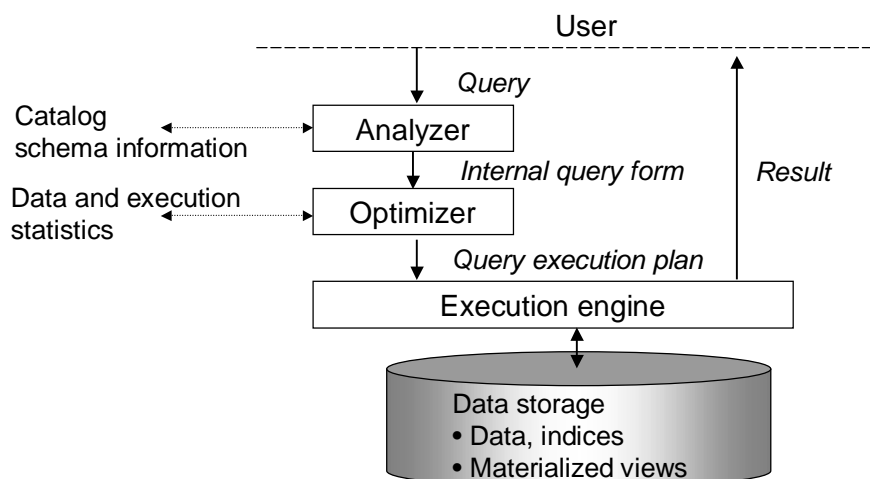 User
Query
Catalog
schema information
Analyzer
Internal query form
Result
Data and execution
statistics
Optimizer
Query execution plan
Execution engine
Data storage
• Data, indices
• Materialized views